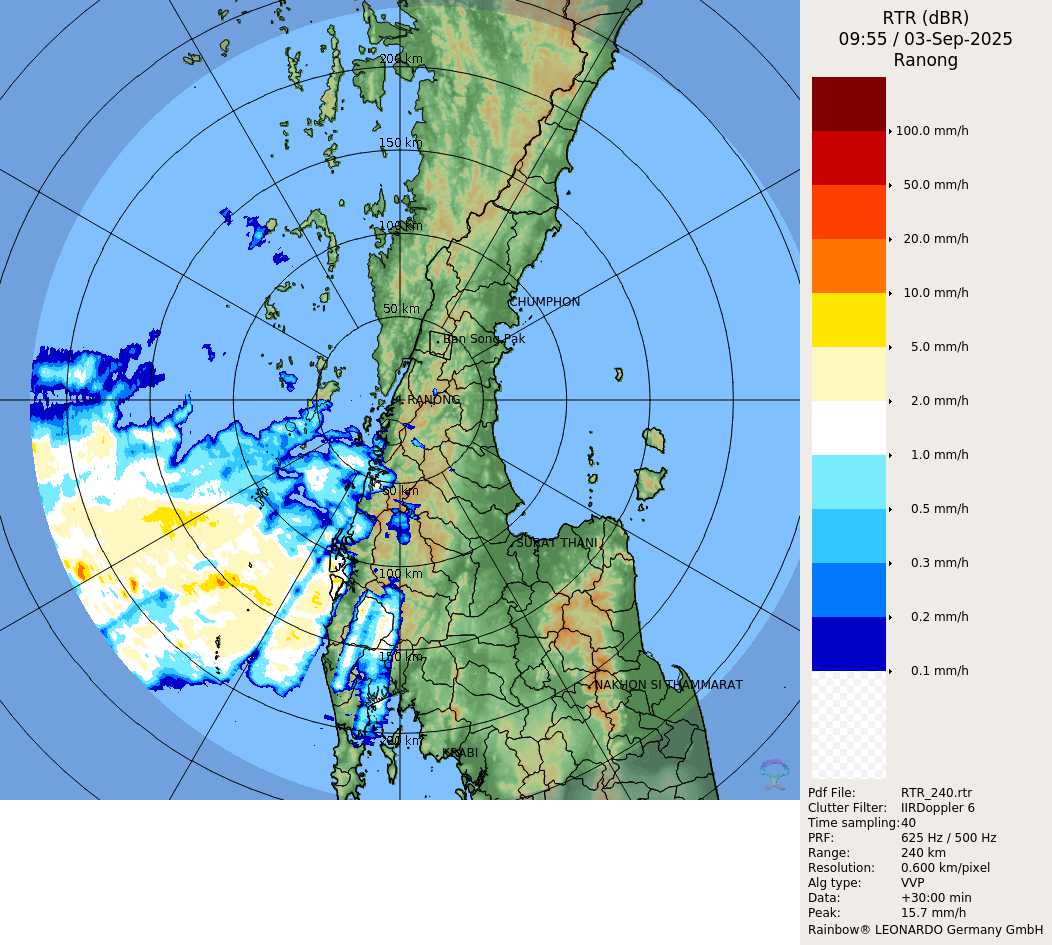 RTR (dBR)
09:55 / 03-Sep-2025
Ranong
200 km
150 km
100 km
50 km
CHUMPHON
Ban Song Pak
RANONG
50 km
SURAT THANI
100 km
150 km
NAKHON SI THAMMARAT
200 km
KRABI
100.0 mm/h
50.0 mm/h
20.0 mm/h
10.0 mm/h
5.0 mm/h
2.0 mm/h
1.0 mm/h
0.5 mm/h
0.3 mm/h
0.2 mm/h
0.1 mm/h
Pdf File: RTR_240.rtr
Clutter Filter: IIRDoppler 6
Time sampling: 40
PRF: 625 Hz / 500 Hz
Range: 240 km
Resolution: 0.600 km/pixel
Alg type: VVP
Data: +30:00 min
Peak: 15.7 mm/h
Rainbow® LEONARDO Germany GmbH